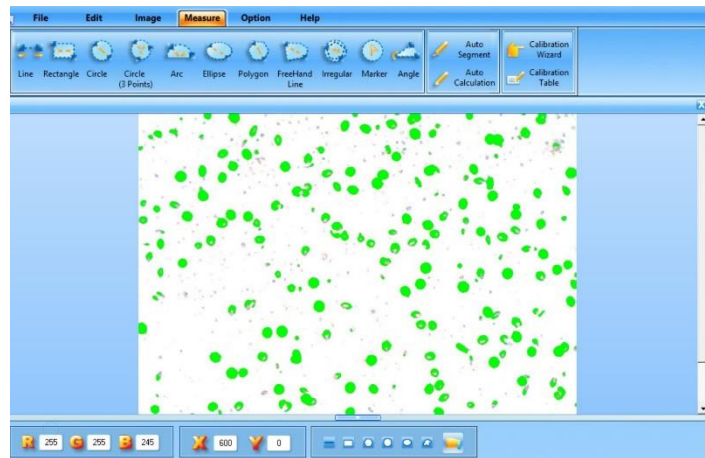 File Edit Image Measure Option Help
Line Rectangle Circle Circle (3 Points) Arc Ellipse Polygon FreeHand Line Irregular Marker Angle
Auto Segment
Auto Calculation
Calibration Wizard
Calibration Table
R 255 G 255 B 245 X 600 Y 0